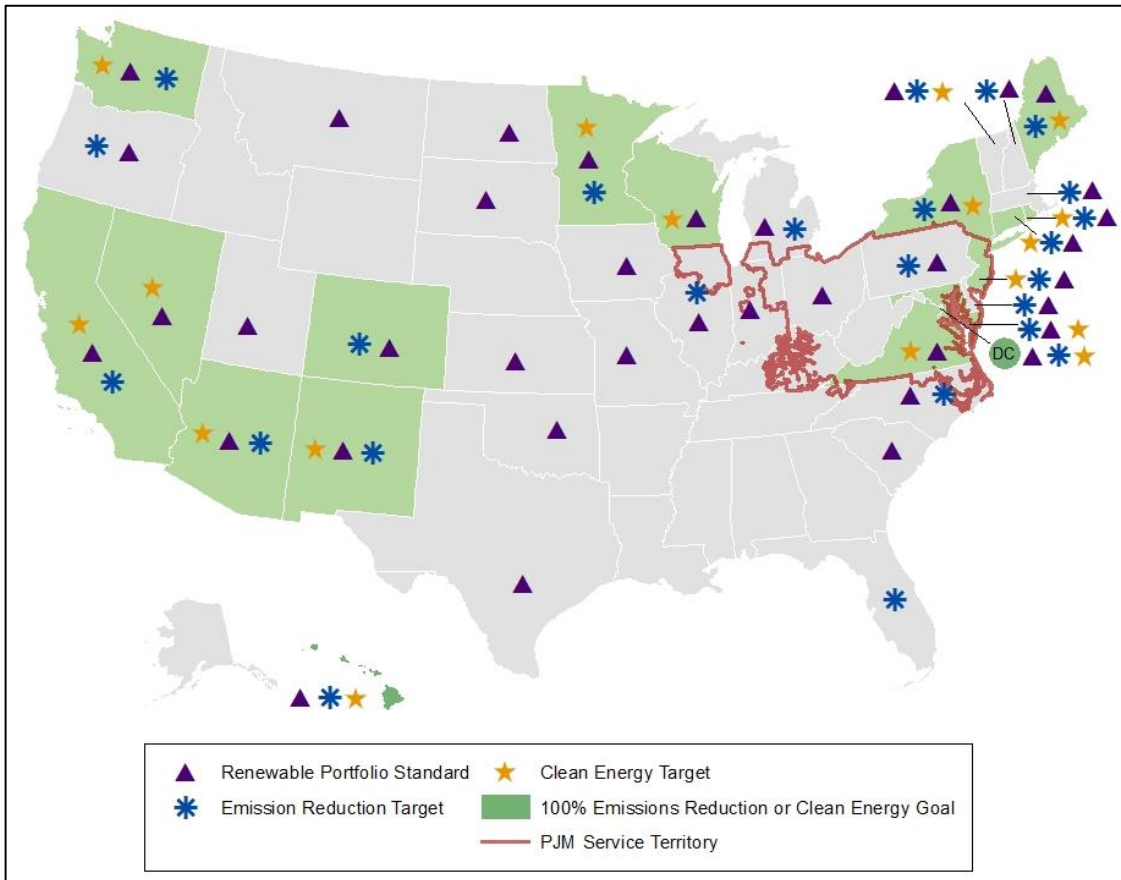 DC
Renewable Portfolio Standard
Clean Energy Target
Emission Reduction Target
100% Emissions Reduction or Clean Energy Goal
PJM Service Territory